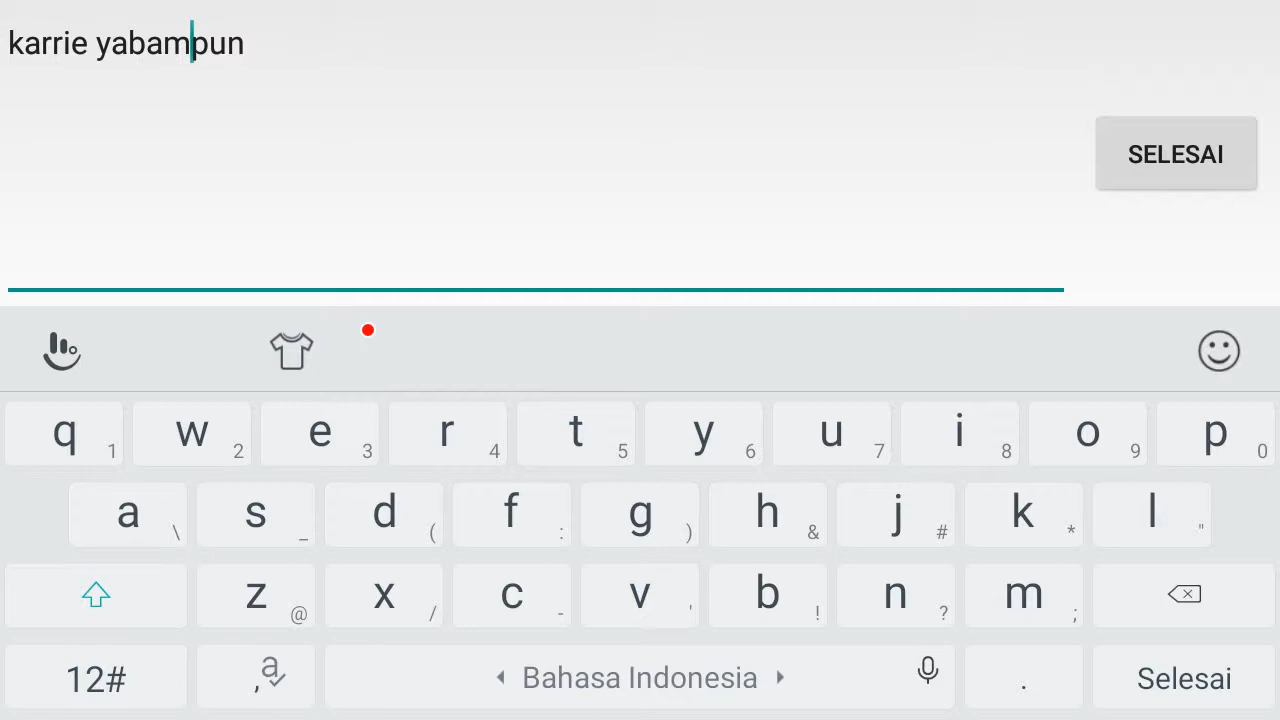 karrie yabampun
SELESAI
q 1 w 2 e 3 r 4 t 5 y 6 u 7 i 8 o 9 p 0
a \ s _ d ( f : g ) h & j # k * l "
z @ x / c - v ' b ! n ? m ;
12# , a Bahasa Indonesia . Selesai